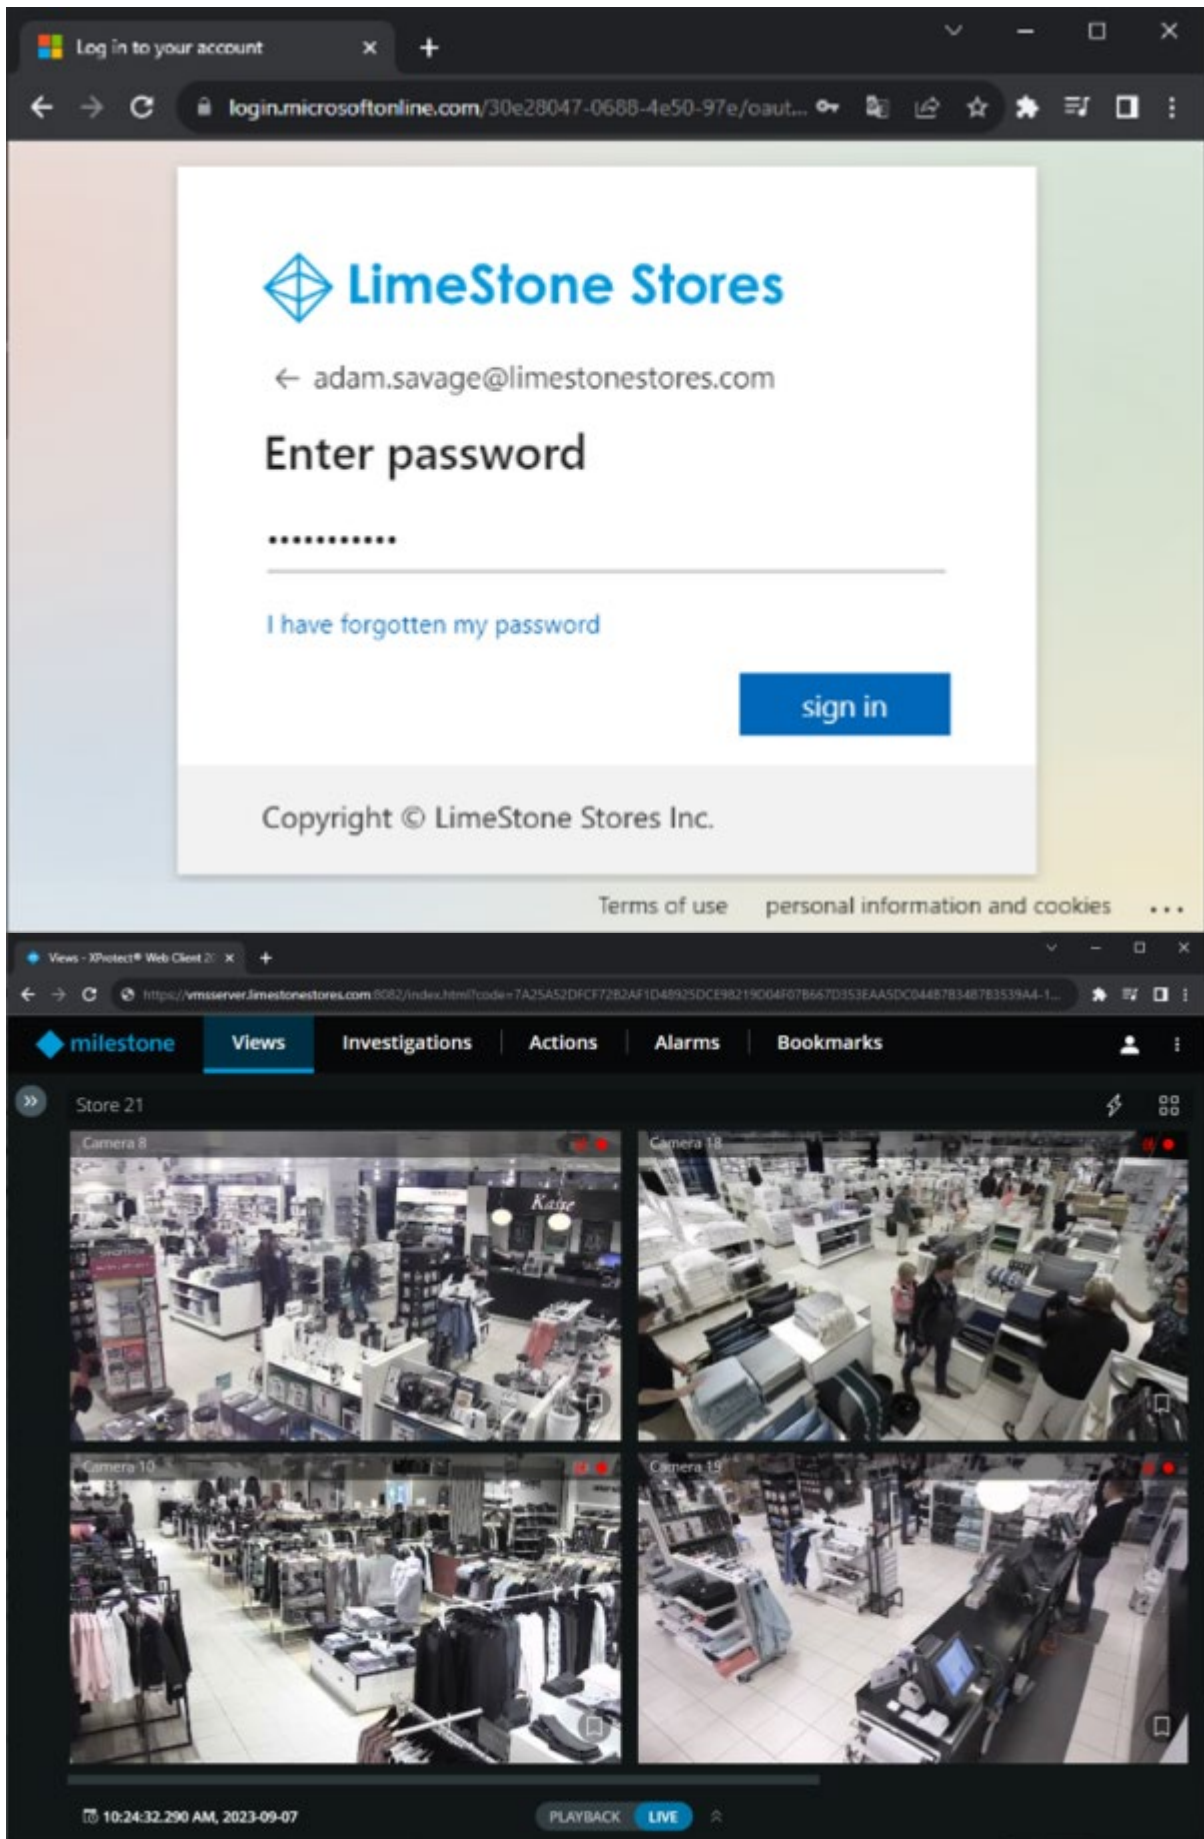 Log in to your account
login.microsoftonline.com/30e28047-0688-4e50-97e/oaut...
LimeStone Stores
← adam.savage@limestonestores.com
Enter password
•••••••••••
I have forgotten my password
sign in
Copyright © LimeStone Stores Inc.
Terms of use personal information and cookies ...
Views - XProtect® Web Client 20
milestone Views Investigations Actions Alarms Bookmarks
Store 21
Camera 8 Camera 18
Kasse
Camera 10 Camera 19
10:24:32.290 AM, 2023-09-07 PLAYBACK LIVE